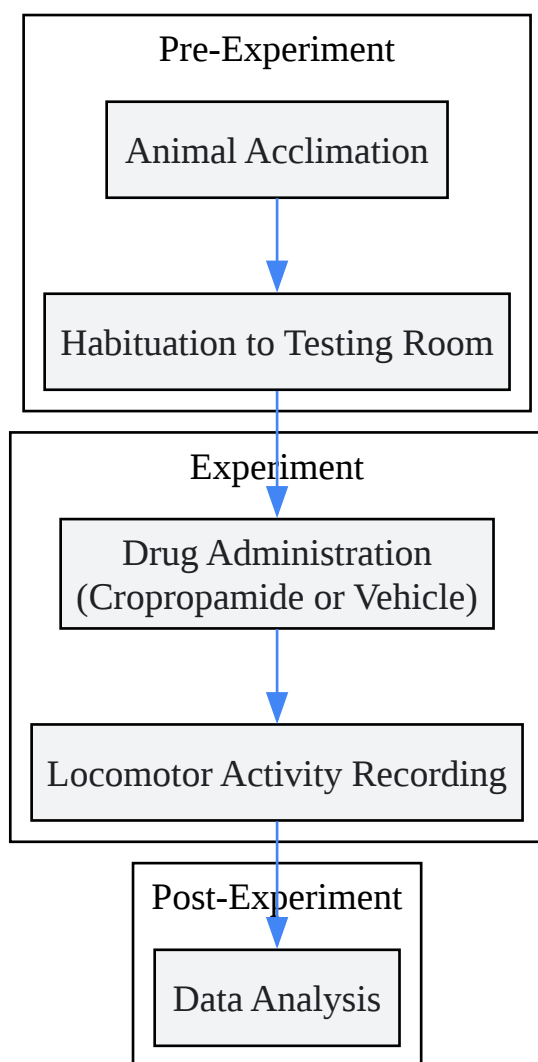 Pre-Experiment
Animal Acclimation
Habituation to Testing Room
Experiment
Drug Administration
(Cropropamide or Vehicle)
Locomotor Activity Recording
Post-Experiment
Data Analysis